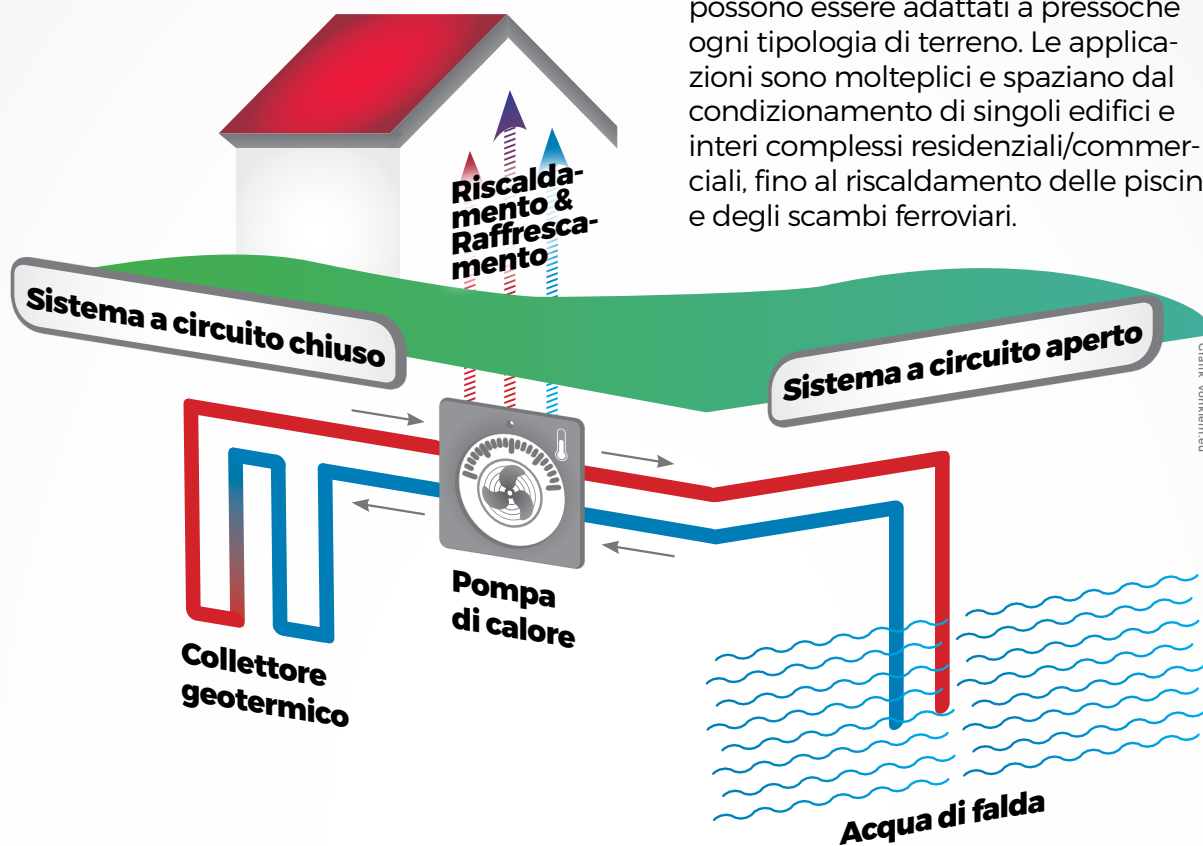 possono essere adattati a pressoché
ogni tipologia di terreno. Le applica-
zioni sono molteplici e spaziano dal
condizionamento di singoli edifici e
interi complessi residenziali/commer-
ciali, fino al riscaldamento delle piscin
e degli scambi ferroviari.
Riscalda-
mento &
Raffresca-
mento
Sistema a circuito chiuso
Sistema a circuito aperto
Pompa
di calore
Collettore
geotermico
Acqua di falda